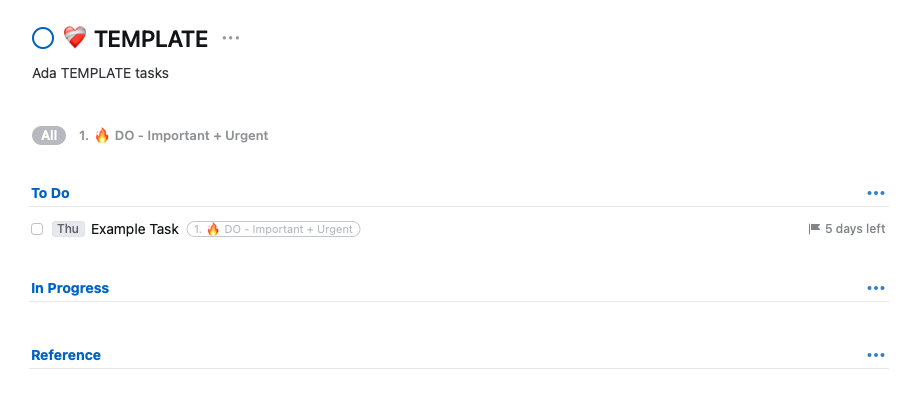 ❤️‍🩹 TEMPLATE ...
Ada TEMPLATE tasks
All 1. 🔥 DO - Important + Urgent
To Do ...
Thu Example Task 1. 🔥 DO - Important + Urgent 5 days left
In Progress ...
Reference ...